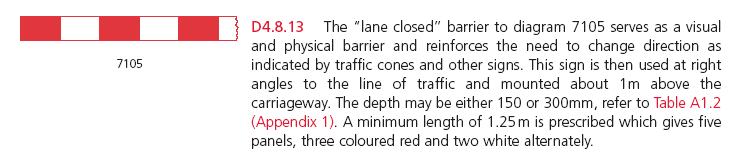 D4.8.13 The “lane closed” barrier to diagram 7105 serves as a visual
and physical barrier and reinforces the need to change direction as
indicated by traffic cones and other signs. This sign is then used at right
angles to the line of traffic and mounted about 1m above the
carriageway. The depth may be either 150 or 300mm, refer to Table A1.2
(Appendix 1). A minimum length of 1.25 m is prescribed which gives five
panels, three coloured red and two white alternately.
7105